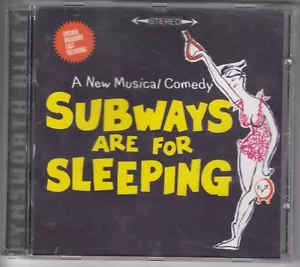 STEREO
ORIGINAL
BROADWAY
CAST
RECORDING
A New Musical Comedy
SUBWAYS
ARE FOR
SLEEPING